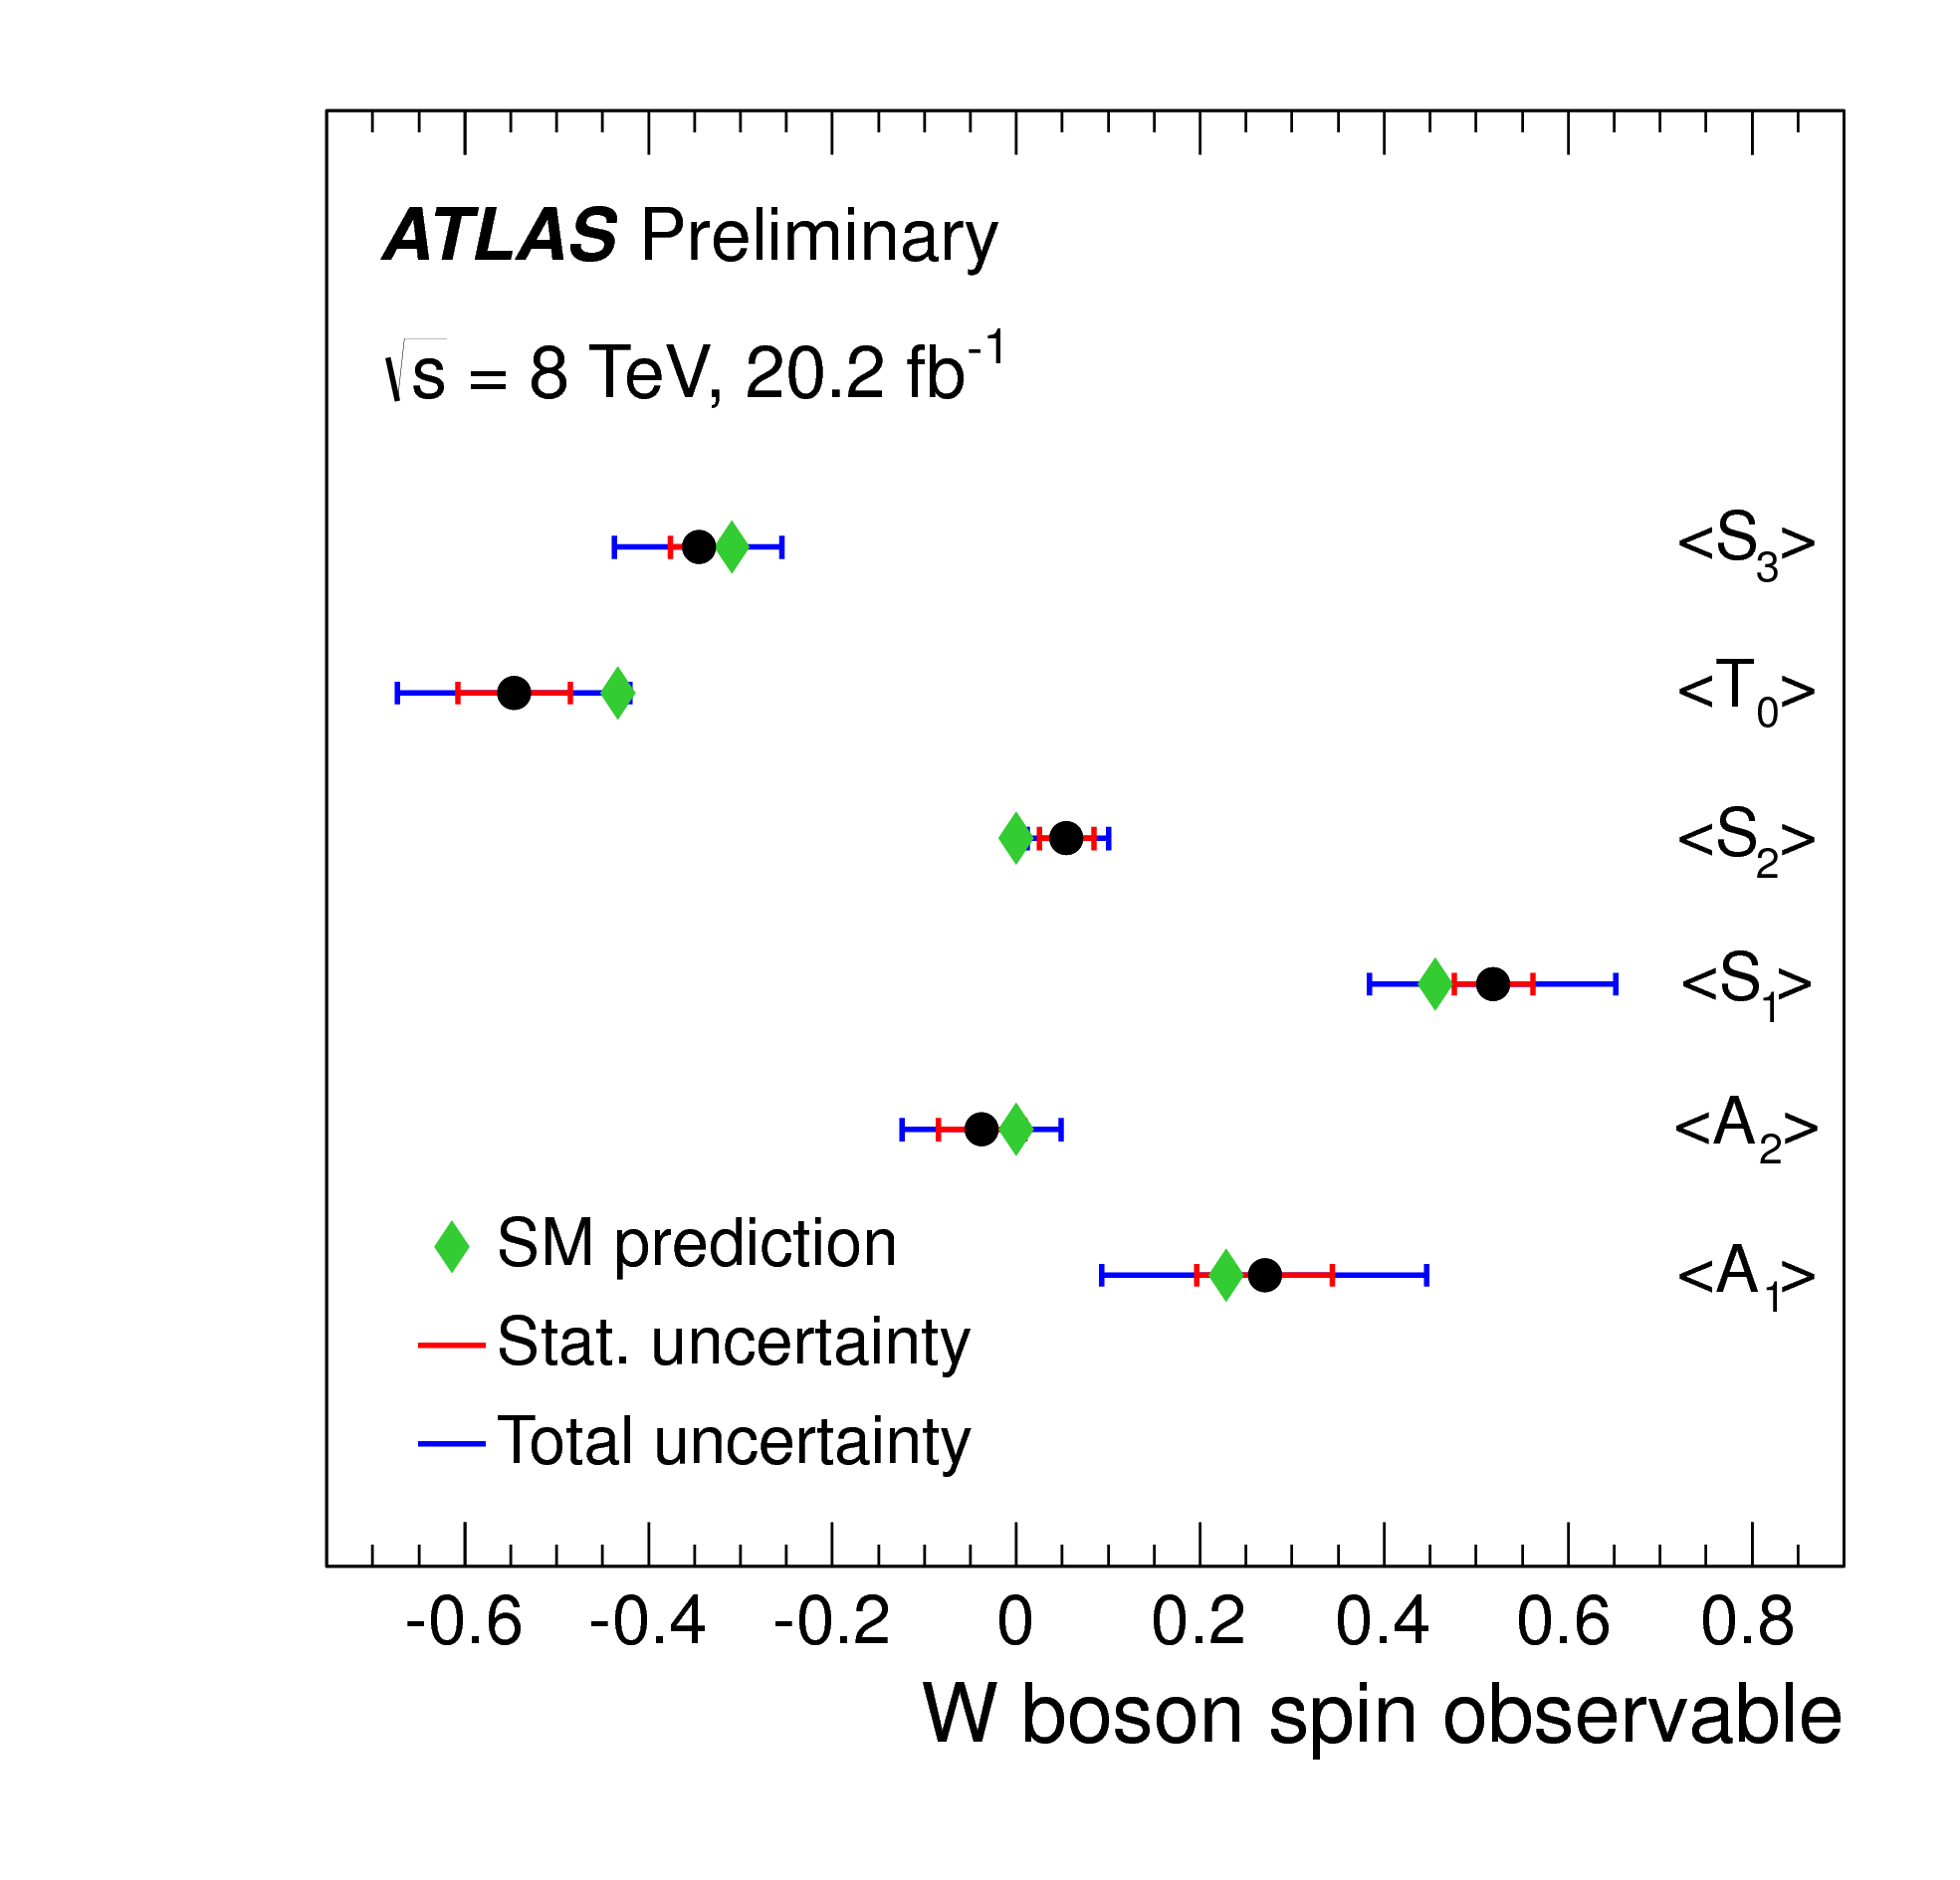 ATLAS Preliminary
√s = 8 TeV, 20.2 fb⁻¹
<S₃>
<T₀>
<S₂>
<S₁>
<A₂>
<A₁>
SM prediction
Stat. uncertainty
Total uncertainty
-0.6 -0.4 -0.2 0 0.2 0.4 0.6 0.8
W boson spin observable